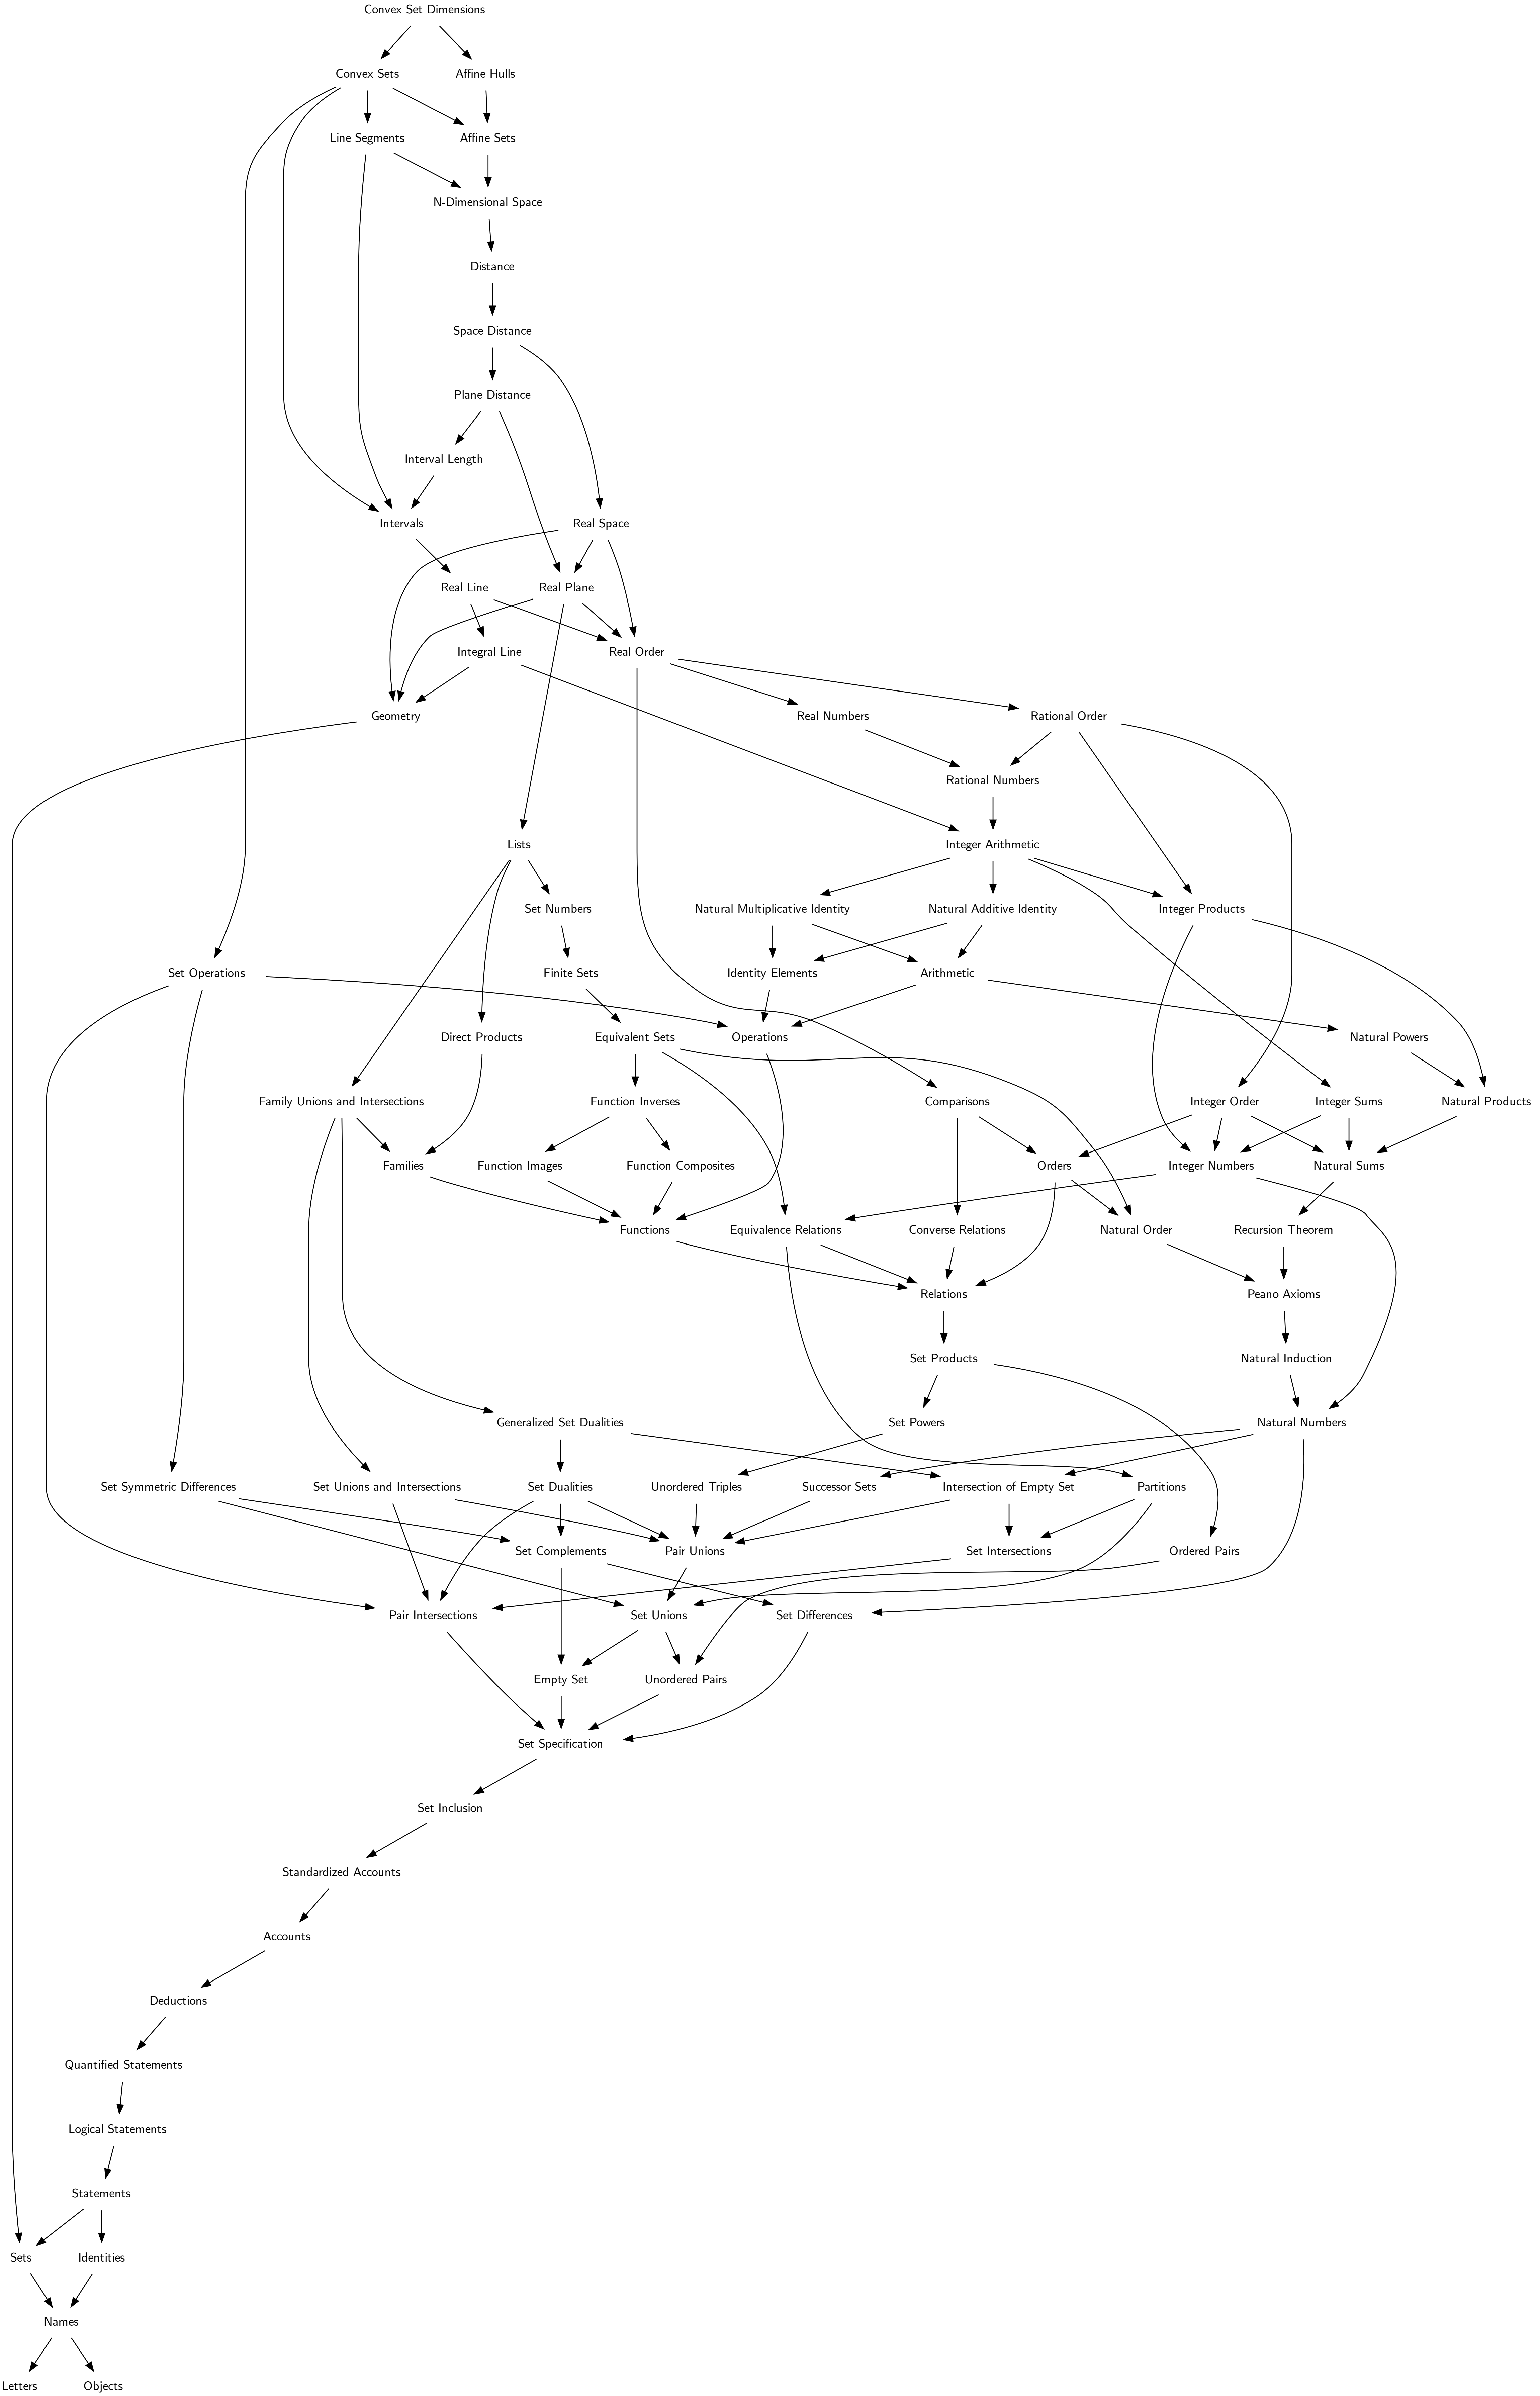 Convex Set Dimensions
Convex Sets
Affine Hulls
Line Segments
Affine Sets
N-Dimensional Space
Distance
Space Distance
Plane Distance
Interval Length
Intervals
Real Space
Real Line
Real Plane
Integral Line
Real Order
Geometry
Real Numbers
Rational Order
Rational Numbers
Lists
Integer Arithmetic
Set Numbers
Natural Multiplicative Identity
Natural Additive Identity
Integer Products
Set Operations
Finite Sets
Identity Elements
Arithmetic
Direct Products
Equivalent Sets
Operations
Natural Powers
Family Unions and Intersections
Function Inverses
Comparisons
Integer Order
Integer Sums
Natural Products
Families
Function Images
Function Composites
Orders
Integer Numbers
Natural Sums
Functions
Equivalence Relations
Converse Relations
Natural Order
Recursion Theorem
Relations
Peano Axioms
Set Products
Natural Induction
Generalized Set Dualities
Set Powers
Natural Numbers
Set Symmetric Differences
Set Unions and Intersections
Set Dualities
Unordered Triples
Successor Sets
Intersection of Empty Set
Partitions
Set Complements
Pair Unions
Set Intersections
Ordered Pairs
Pair Intersections
Set Unions
Set Differences
Empty Set
Unordered Pairs
Set Specification
Set Inclusion
Standardized Accounts
Accounts
Deductions
Quantified Statements
Logical Statements
Statements
Sets
Identities
Names
Letters
Objects